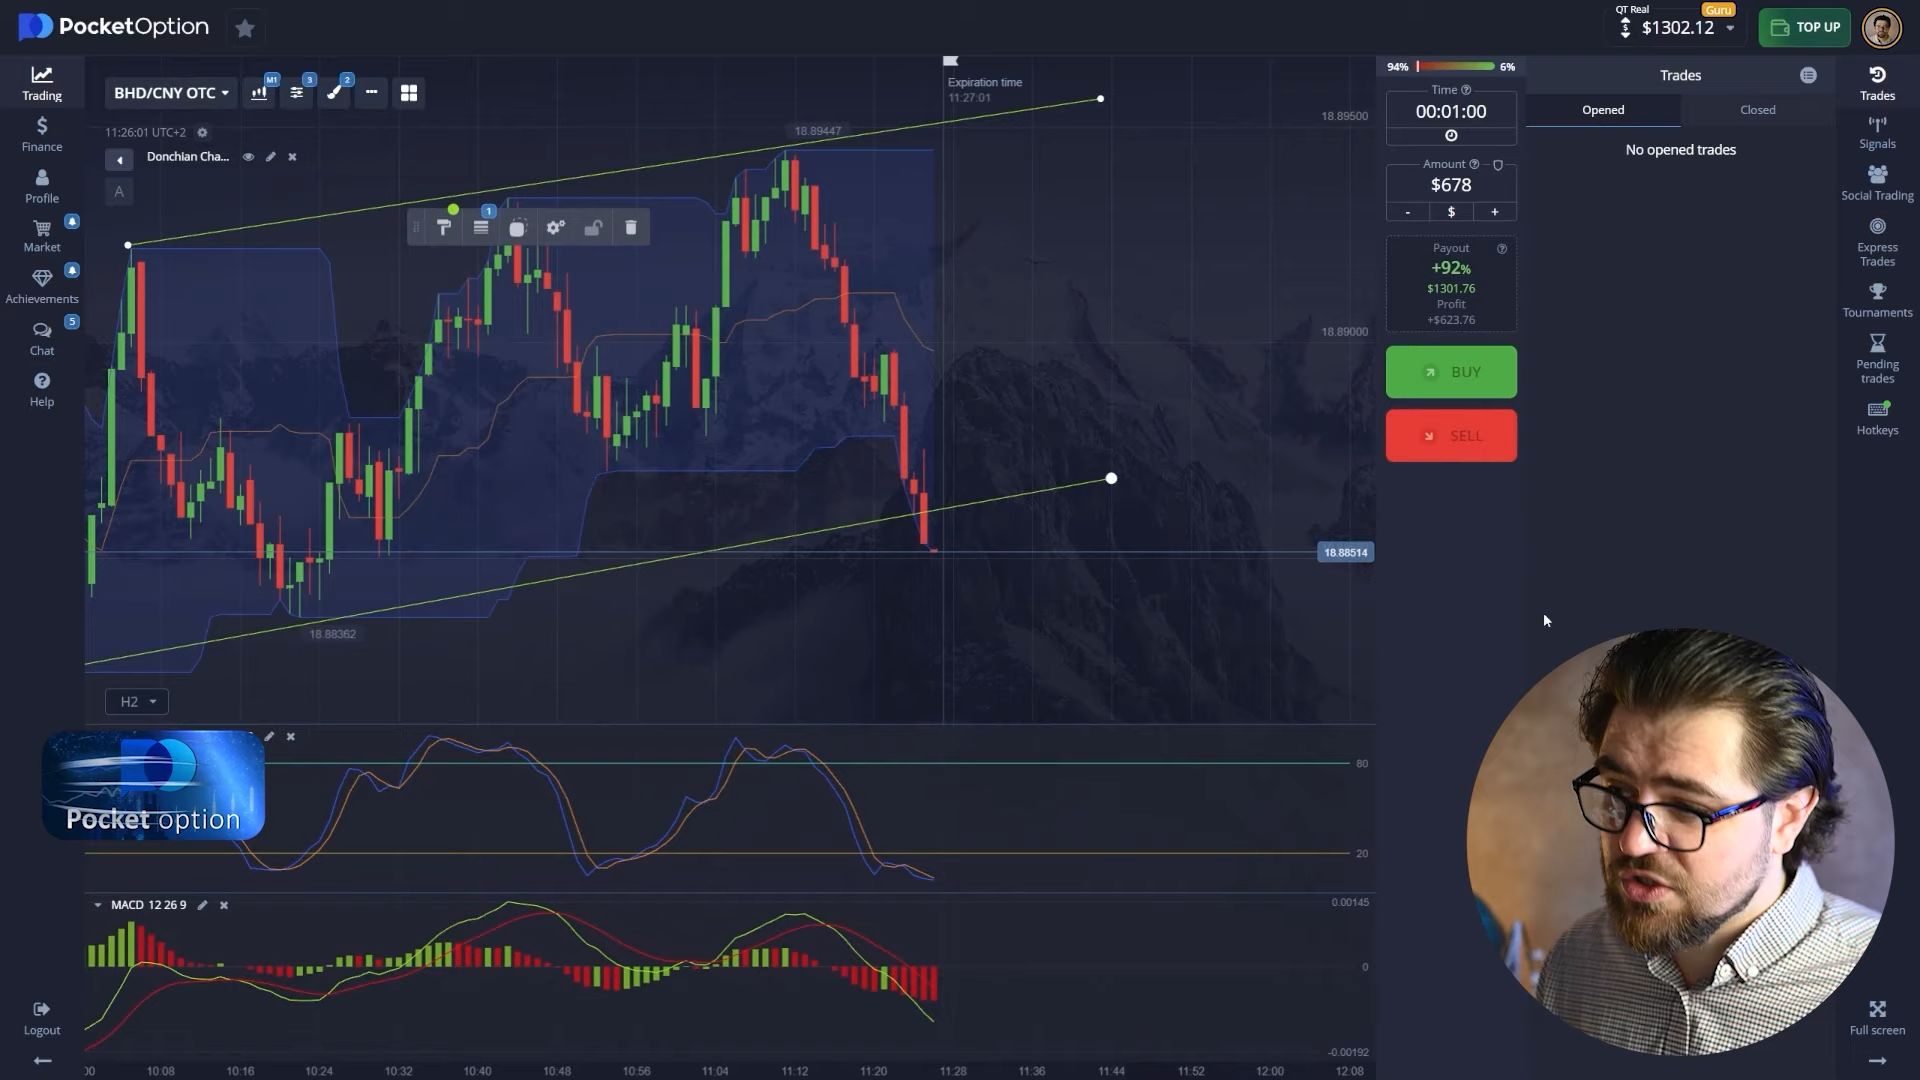 PocketOption
QT Real
Guru
$1302.12
TOP UP
Trading
Finance
Profile
Market
Achievements
5
Chat
Help
Logout
BHD/CNY OTC
M1
3
2
11:26:01 UTC+2
Donchian Cha...
A
1
Expiration time
11:27:01
18.89447
18.88362
18.89500
18.89000
18.88514
H2
Pocket option
80
20
MACD 12 26 9
0.00145
0
-0.00192
00
10:08
10:16
10:24
10:32
10:40
10:48
10:56
11:04
11:12
11:20
11:28
11:36
11:44
11:52
12:00
12:08
94%
6%
Time
00:01:00
Amount
$678
-
$
+
Payout
+92%
$1301.76
Profit
+$623.76
BUY
SELL
Trades
Opened
Closed
No opened trades
Trades
Signals
Social Trading
Express
Trades
Tournaments
Pending
trades
Hotkeys
Full screen